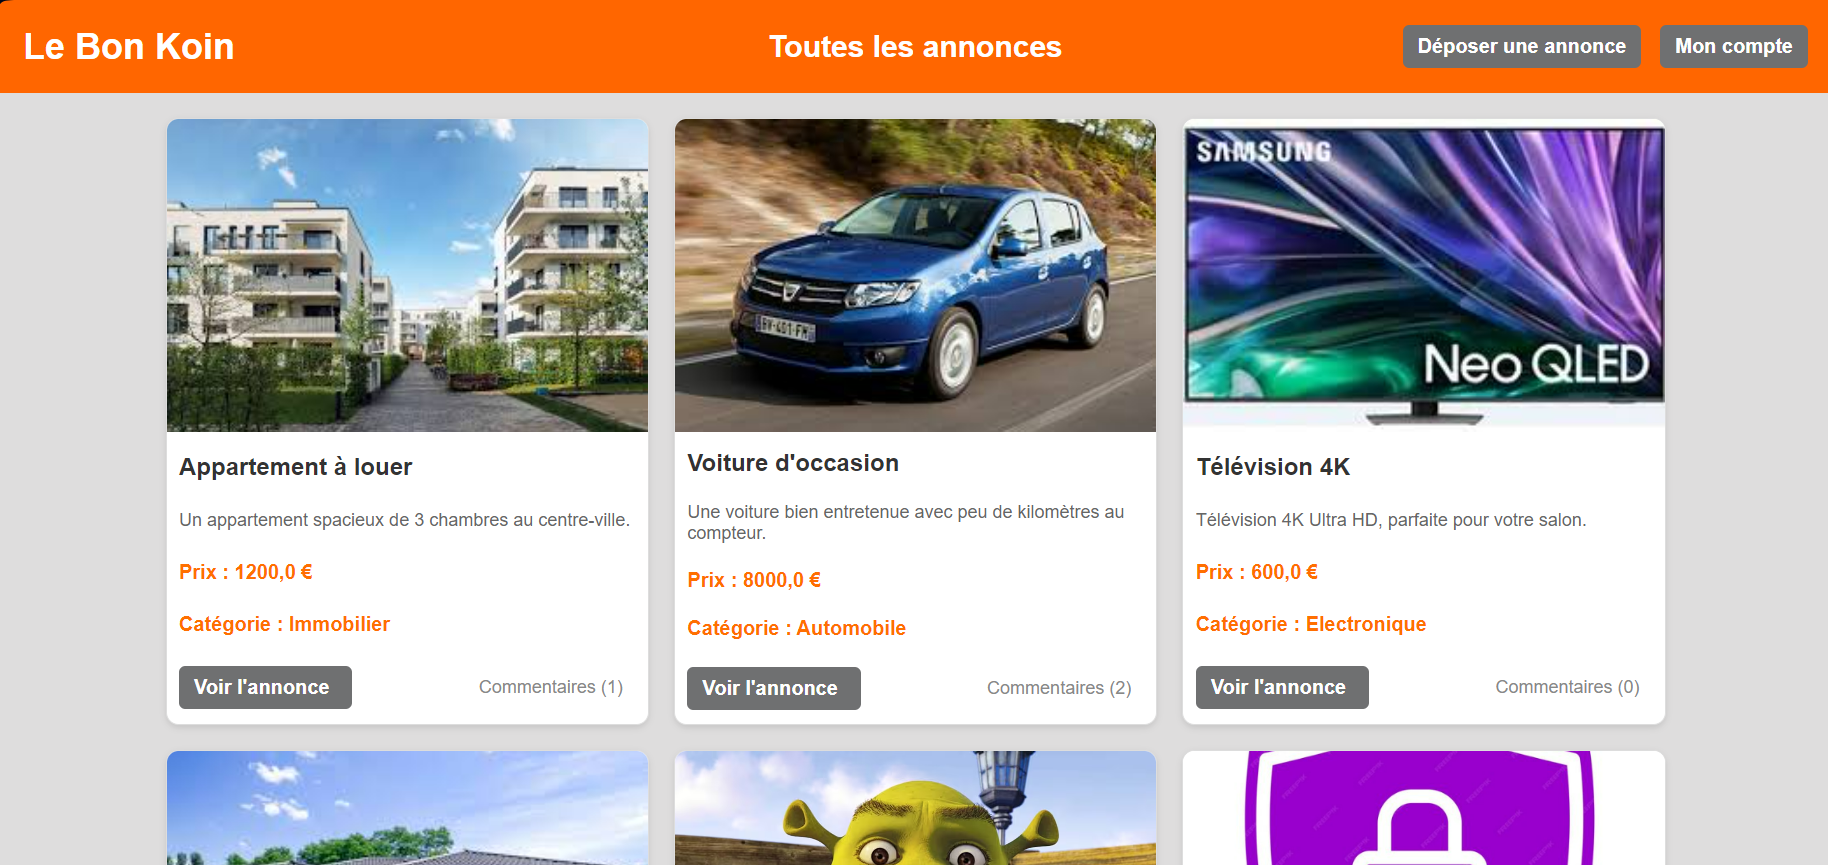 Le Bon Koin
Toutes les annonces
Déposer une annonce
Mon compte
SAMSUNG
Neo QLED
Appartement à louer
Un appartement spacieux de 3 chambres au centre-ville.
Prix : 1200,0 €
Catégorie : Immobilier
Voir l'annonce
Commentaires (1)
Voiture d'occasion
Une voiture bien entretenue avec peu de kilomètres au
compteur.
Prix : 8000,0 €
Catégorie : Automobile
Voir l'annonce
Commentaires (2)
Télévision 4K
Télévision 4K Ultra HD, parfaite pour votre salon.
Prix : 600,0 €
Catégorie : Electronique
Voir l'annonce
Commentaires (0)